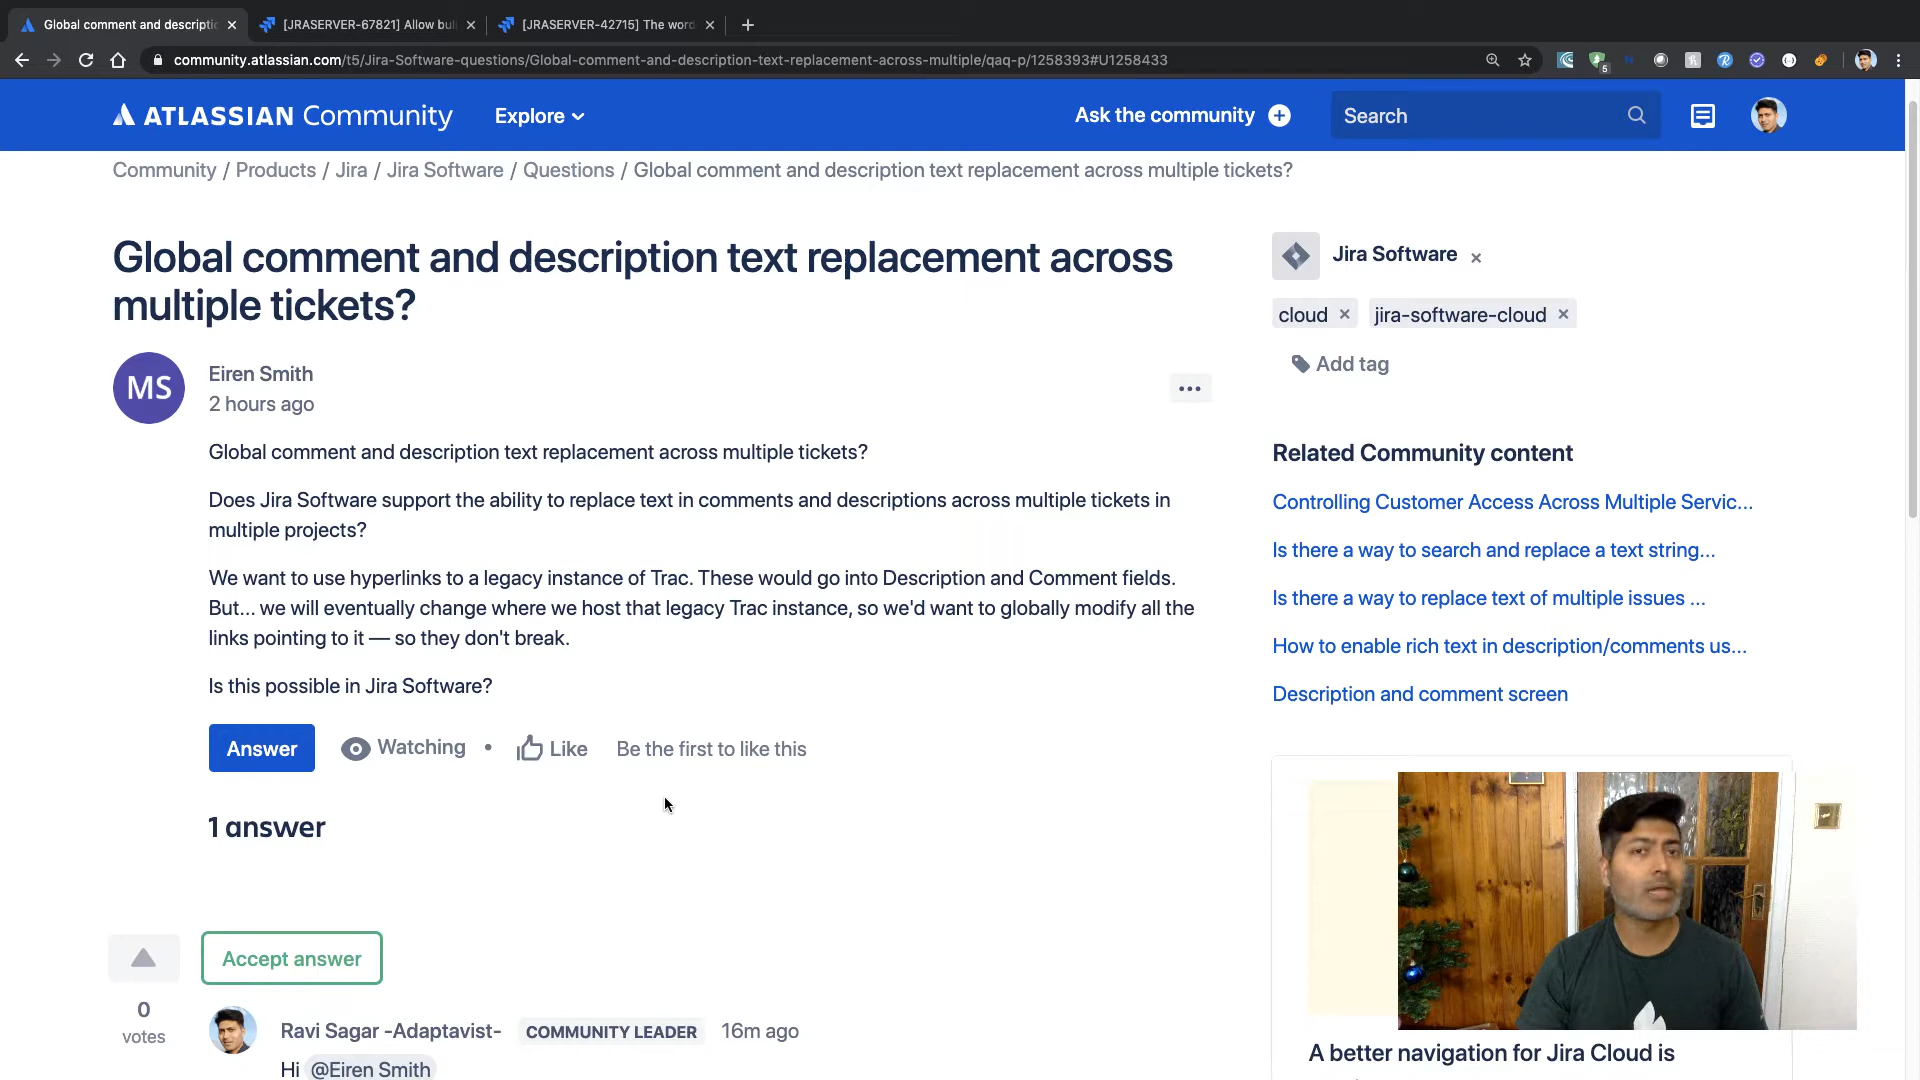 Global comment and descriptio
[JRASERVER-67821] Allow bul
[JRASERVER-42715] The word
community.atlassian.com/t5/Jira-Software-questions/Global-comment-and-description-text-replacement-across-multiple/qaq-p/1258393#U1258433
5
ATLASSIAN Community
Explore
Ask the community
Search
Community / Products / Jira / Jira Software / Questions / Global comment and description text replacement across multiple tickets?
Global comment and description text replacement across
multiple tickets?
MS
Eiren Smith
2 hours ago
Global comment and description text replacement across multiple tickets?
Does Jira Software support the ability to replace text in comments and descriptions across multiple tickets in
multiple projects?
We want to use hyperlinks to a legacy instance of Trac. These would go into Description and Comment fields.
But... we will eventually change where we host that legacy Trac instance, so we'd want to globally modify all the
links pointing to it — so they don't break.
Is this possible in Jira Software?
Answer
Watching • Like Be the first to like this
1 answer
Accept answer
0
votes
Ravi Sagar -Adaptavist- COMMUNITY LEADER 16m ago
Hi @Eiren Smith
Jira Software ×
cloud × jira-software-cloud ×
Add tag
Related Community content
Controlling Customer Access Across Multiple Servic...
Is there a way to search and replace a text string...
Is there a way to replace text of multiple issues ...
How to enable rich text in description/comments us...
Description and comment screen
A better navigation for Jira Cloud is